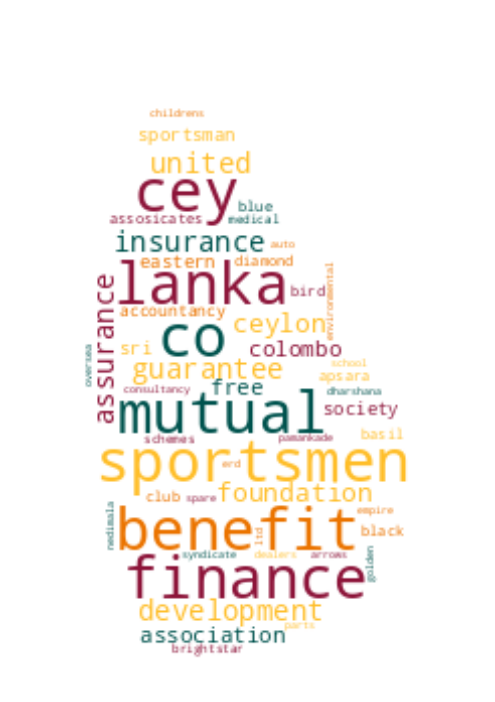 childrens
sportsman
united
cey
blue
assosicates medical
insurance auto
eastern diamond
lanka bird
environmental
assurance
accountancy
co ceylon
sri colombo
oversea
guarantee school
apsara
free
consultancy dharshana
mutual society
schemes pamankade basil
sportsmen
erd
club spare foundation
nedimala
benefit empire
ltd black
syndicate dealers arrows
golden
finance
development
parts
association
brightstar